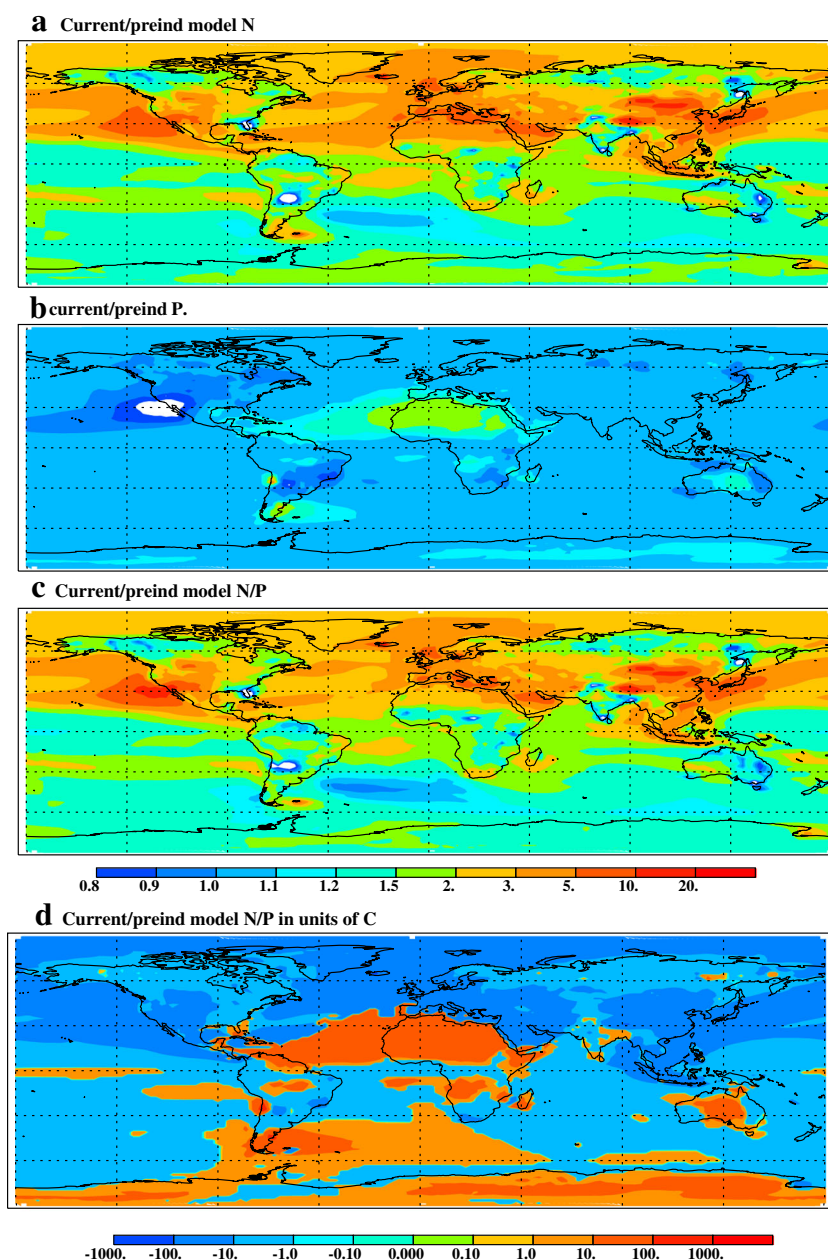 a Current/preind model N
b current/preind P.
c Current/preind model N/P
0.8 0.9 1.0 1.1 1.2 1.5 2. 3. 5. 10. 20.
d Current/preind model N/P in units of C
-1000. -100. -10. -1.0 -0.10 0.000 0.10 1.0 10. 100. 1000.